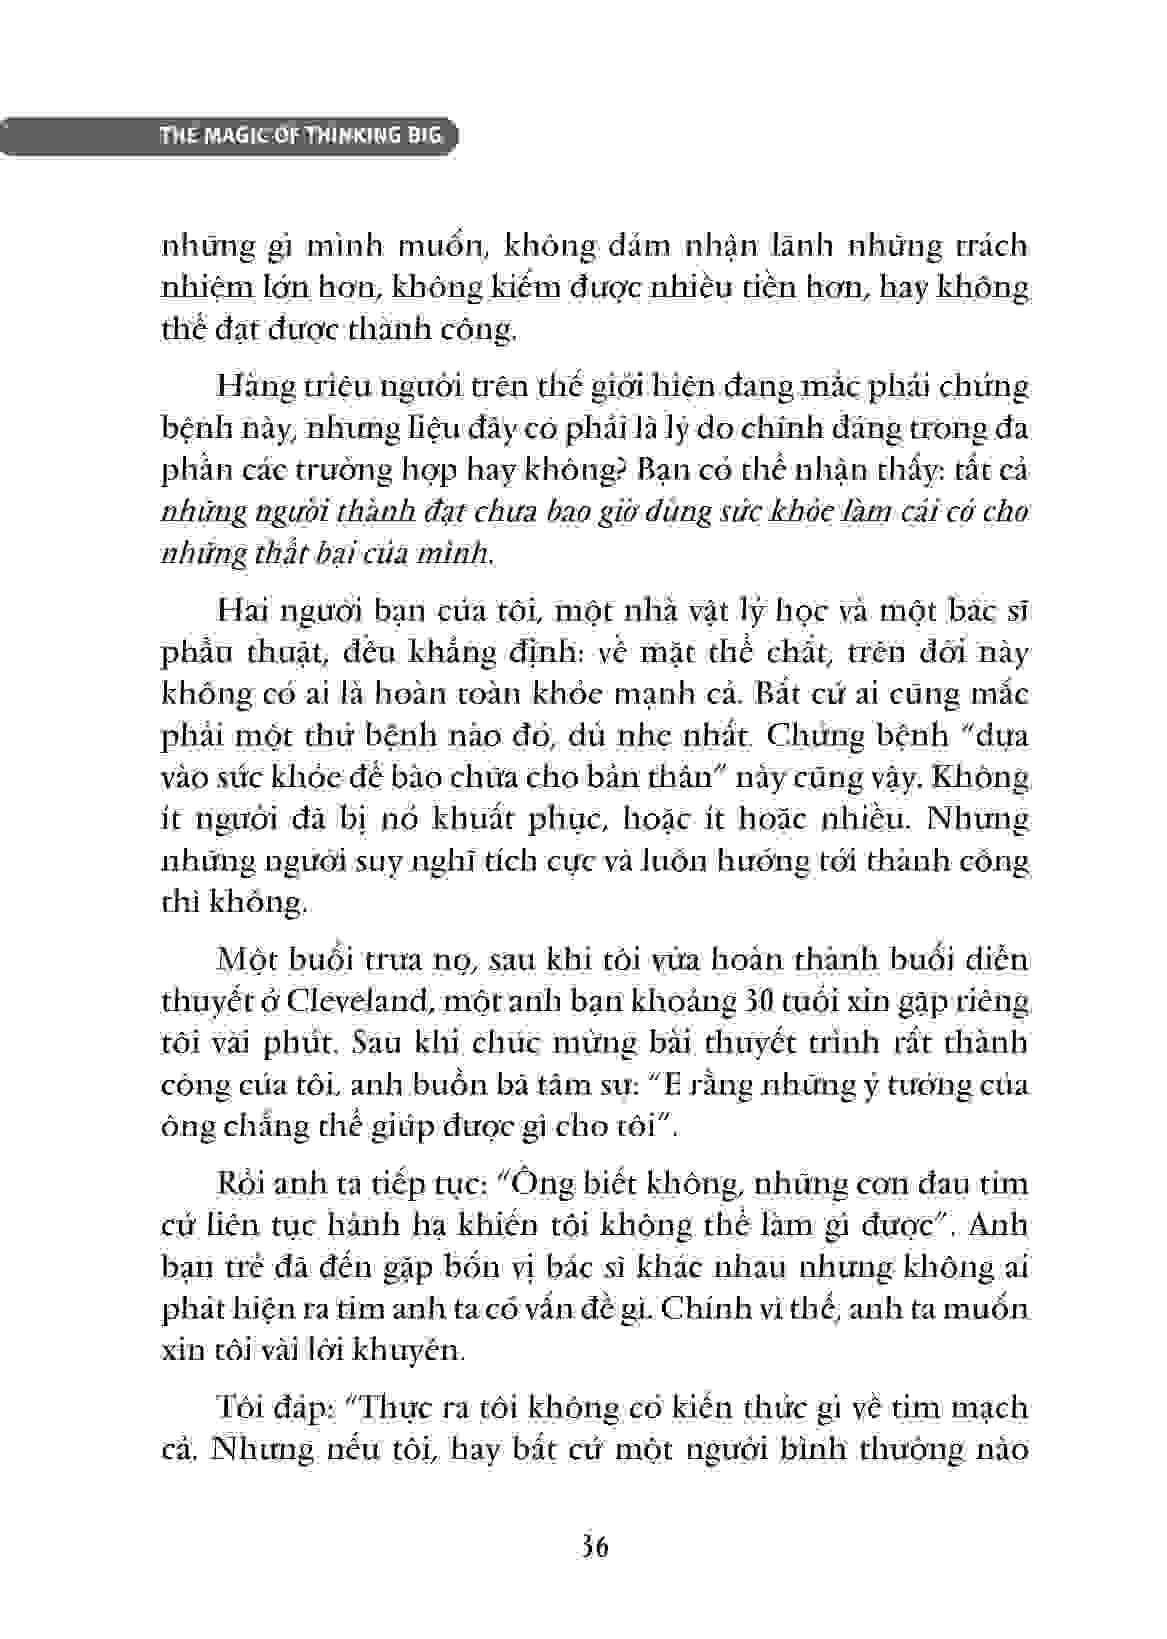 THE MAGIC OF THINKING BIG
những gì mình muốn, không dám nhận lãnh những trách
nhiệm lớn hơn, không kiếm được nhiều tiền hơn, hay không
thể đạt được thành công.
Hàng triệu người trên thế giới hiện đang mắc phải chứng
bệnh này, nhưng liệu đây có phải là lý do chính đáng trong đa
phần các trường hợp hay không? Bạn có thể nhận thấy: tất cả
những người thành đạt chưa bao giờ dùng sức khỏe làm cái cớ cho
những thất bại của mình.
Hai người bạn của tôi, một nhà vật lý học và một bác sĩ
phẫu thuật, đều khẳng định: về mặt thể chất, trên đời này
không có ai là hoàn toàn khỏe mạnh cả. Bất cứ ai cũng mắc
phải một thứ bệnh nào đó, dù nhẹ nhất. Chứng bệnh “dựa
vào sức khỏe để bào chữa cho bản thân” này cũng vậy. Không
ít người đã bị nó khuất phục, hoặc ít hoặc nhiều. Nhưng
những người suy nghĩ tích cực và luôn hướng tới thành công
thì không.
Một buổi trưa nọ, sau khi tôi vừa hoàn thành buổi diễn
thuyết ở Cleveland, một anh bạn khoảng 30 tuổi xin gặp riêng
tôi vài phút. Sau khi chúc mừng bài thuyết trình rất thành
công của tôi, anh buồn bã tâm sự: “E rằng những ý tưởng của
ông chẳng thể giúp được gì cho tôi”.
Rồi anh ta tiếp tục: “Ông biết không, những cơn đau tim
cứ liên tục hành hạ khiến tôi không thể làm gì được”. Anh
bạn trẻ đã đến gặp bốn vị bác sĩ khác nhau nhưng không ai
phát hiện ra tim anh ta có vấn đề gì. Chính vì thế, anh ta muốn
xin tôi vài lời khuyên.
Tôi đáp: “Thực ra tôi không có kiến thức gì về tim mạch
cả. Nhưng nếu tôi, hay bất cứ một người bình thường nào
36